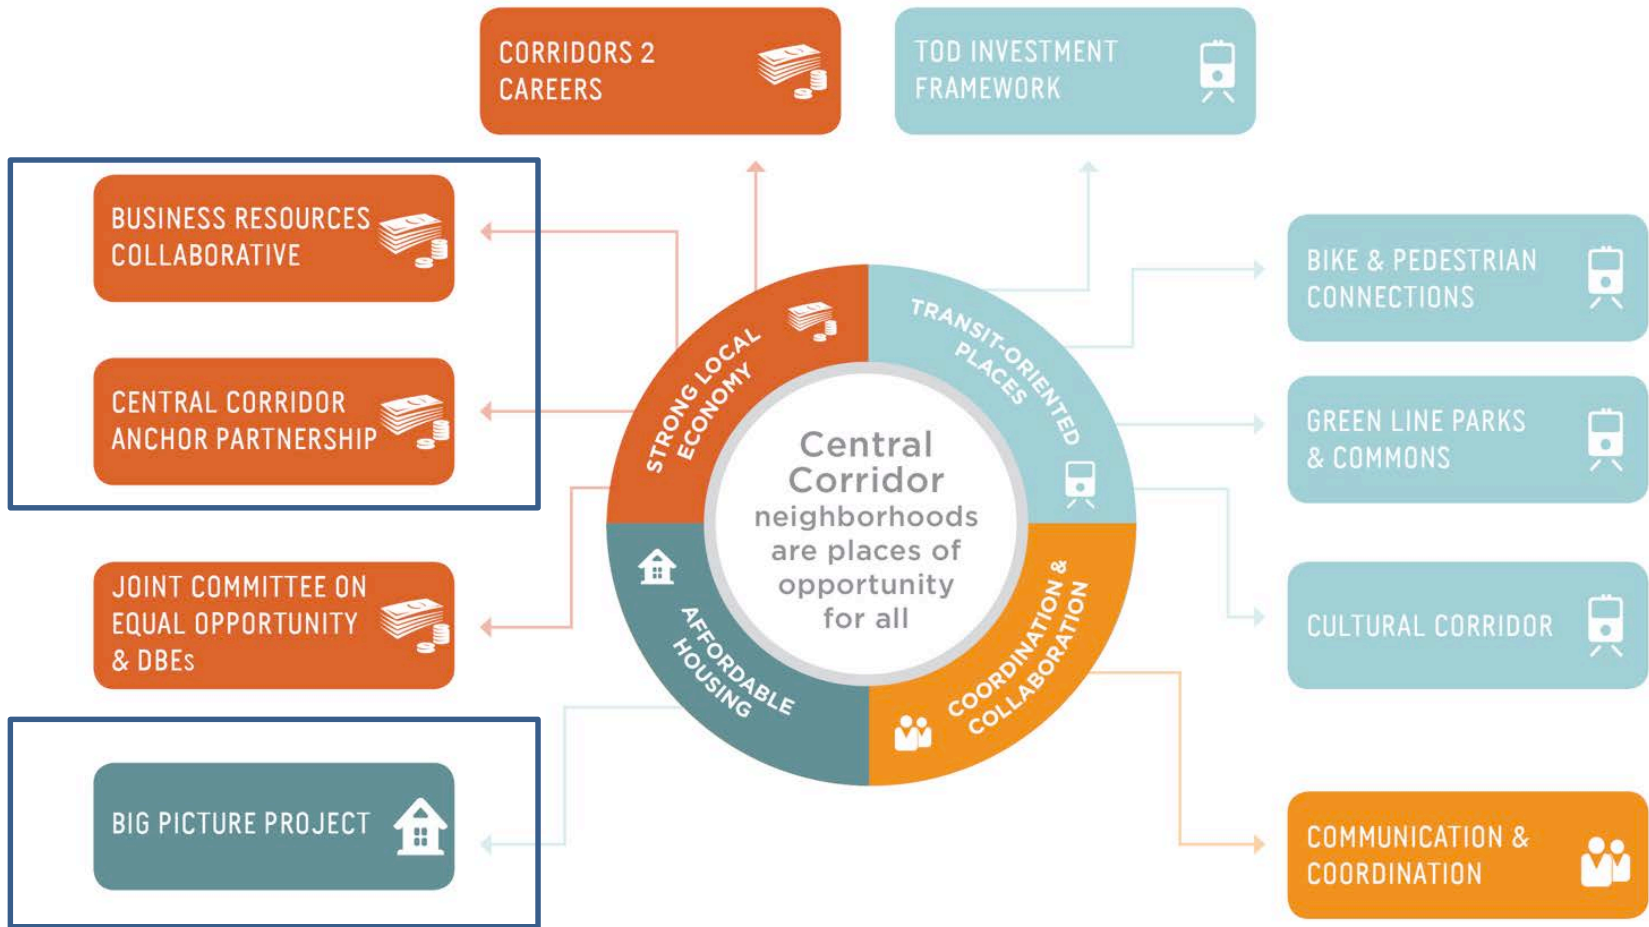 CORRIDORS 2
CAREERS
TOD INVESTMENT
FRAMEWORK
BUSINESS RESOURCES
COLLABORATIVE
CENTRAL CORRIDOR
ANCHOR PARTNERSHIP
JOINT COMMITTEE ON
EQUAL OPPORTUNITY
& DBEs
BIG PICTURE PROJECT
STRONG LOCAL
ECONOMY
TRANSIT-ORIENTED
PLACES
Central
Corridor
neighborhoods
are places of
opportunity
for all
AFFORDABLE
HOUSING
COORDINATION &
COLLABORATION
BIKE & PEDESTRIAN
CONNECTIONS
GREEN LINE PARKS
& COMMONS
CULTURAL CORRIDOR
COMMUNICATION &
COORDINATION